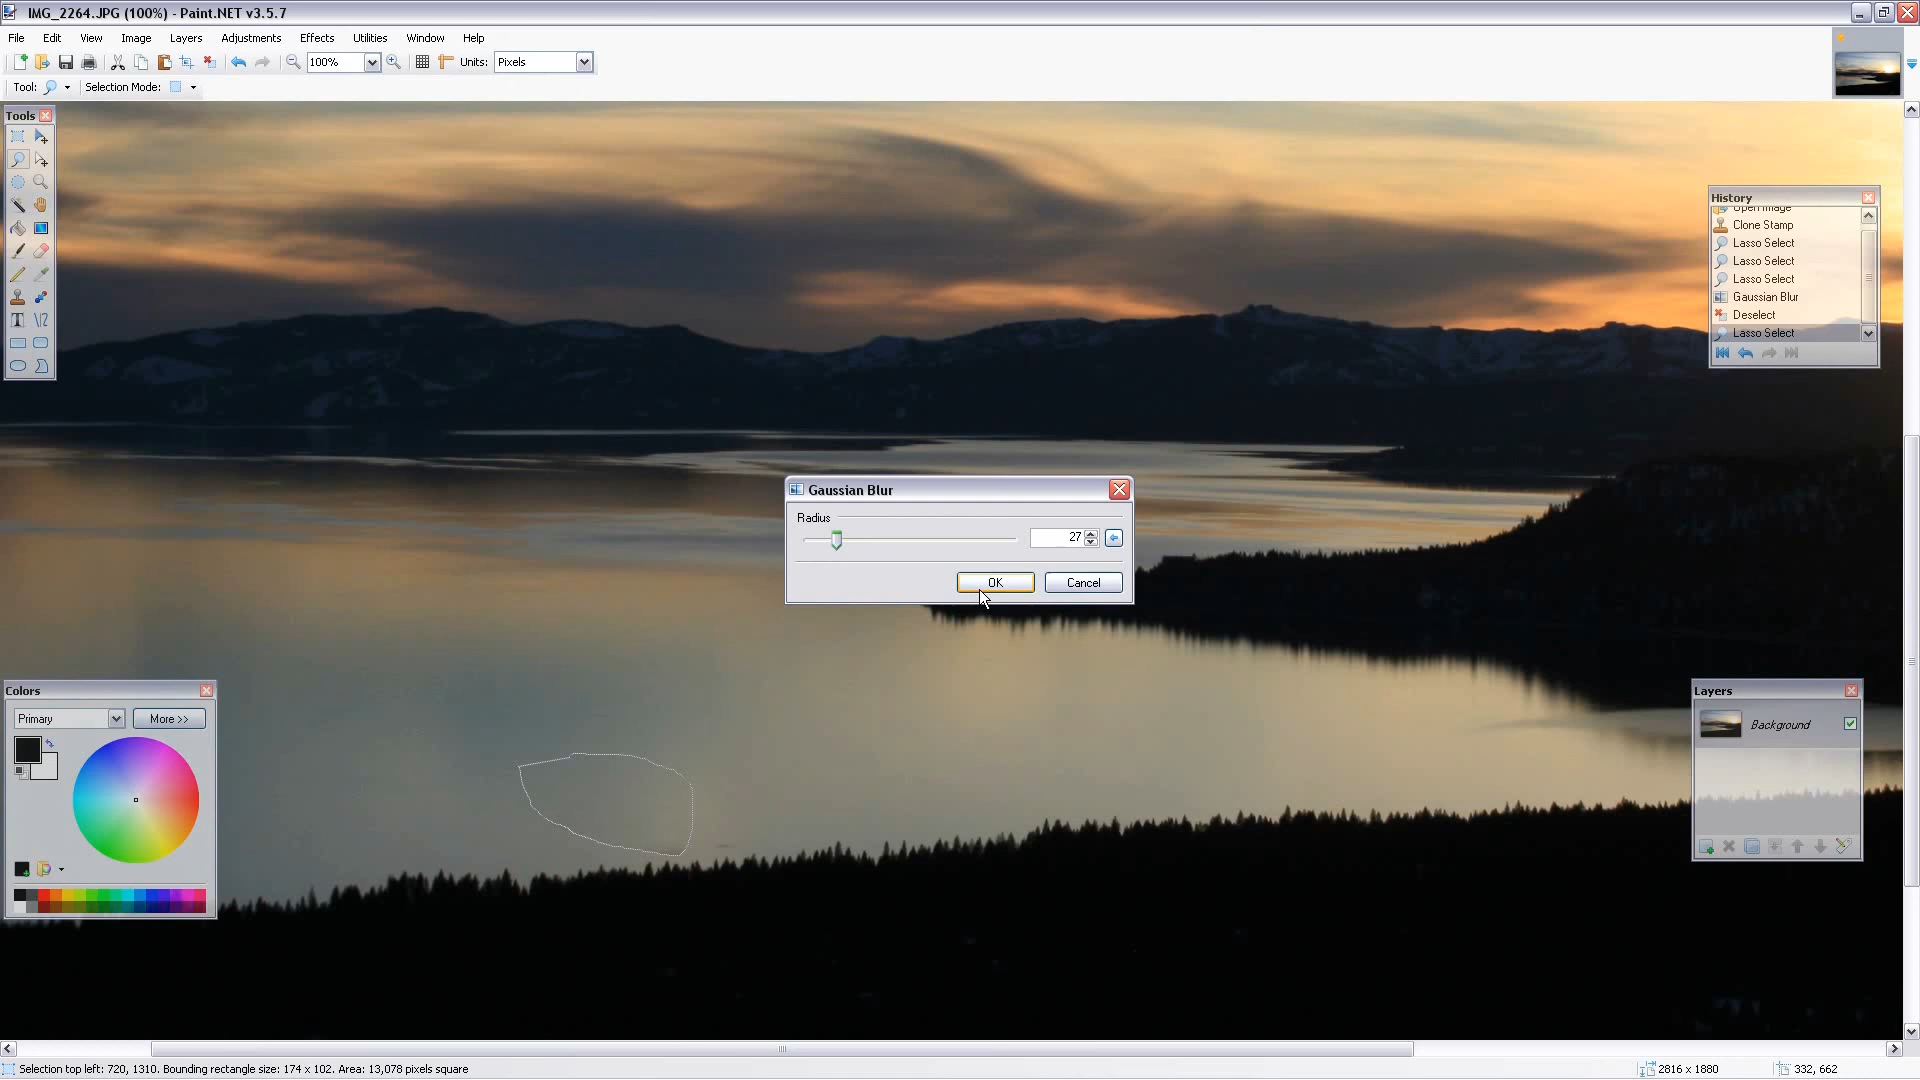 IMG_2264.JPG (100%) - Paint.NET v3.5.7
File Edit View Image Layers Adjustments Effects Utilities Window Help
100% Units: Pixels
Tool: Selection Mode:
Tools
History
Open Image
Clone Stamp
Lasso Select
Lasso Select
Lasso Select
Gaussian Blur
Deselect
Lasso Select
Gaussian Blur
Radius
27
OK Cancel
Colors
Primary More >>
Layers
Background
Selection top left: 720, 1310. Bounding rectangle size: 174 x 102. Area: 13,078 pixels square
2816 x 1880
332, 662